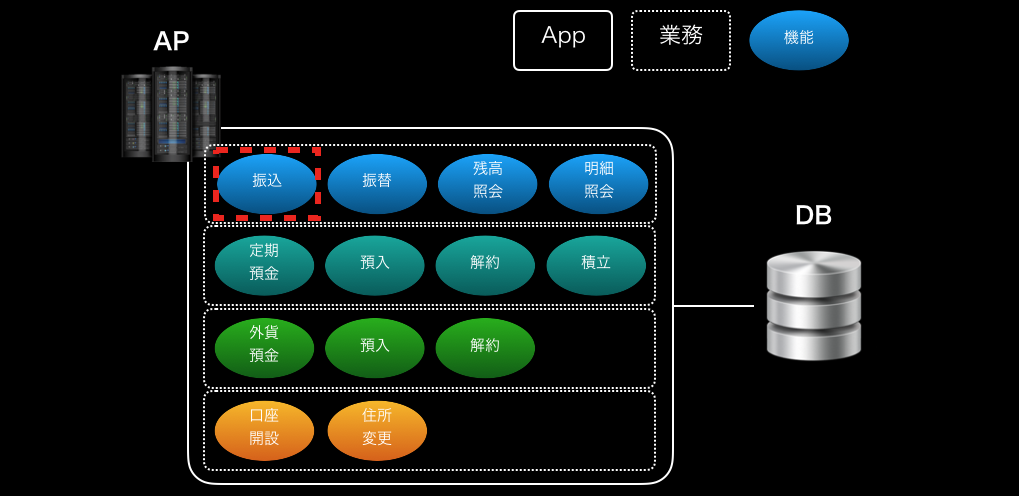 AP
App
業務
機能
振込
振替
残高
照会
明細
照会
定期
預金
預入
解約
積立
外貨
預金
預入
解約
口座
開設
住所
変更
DB